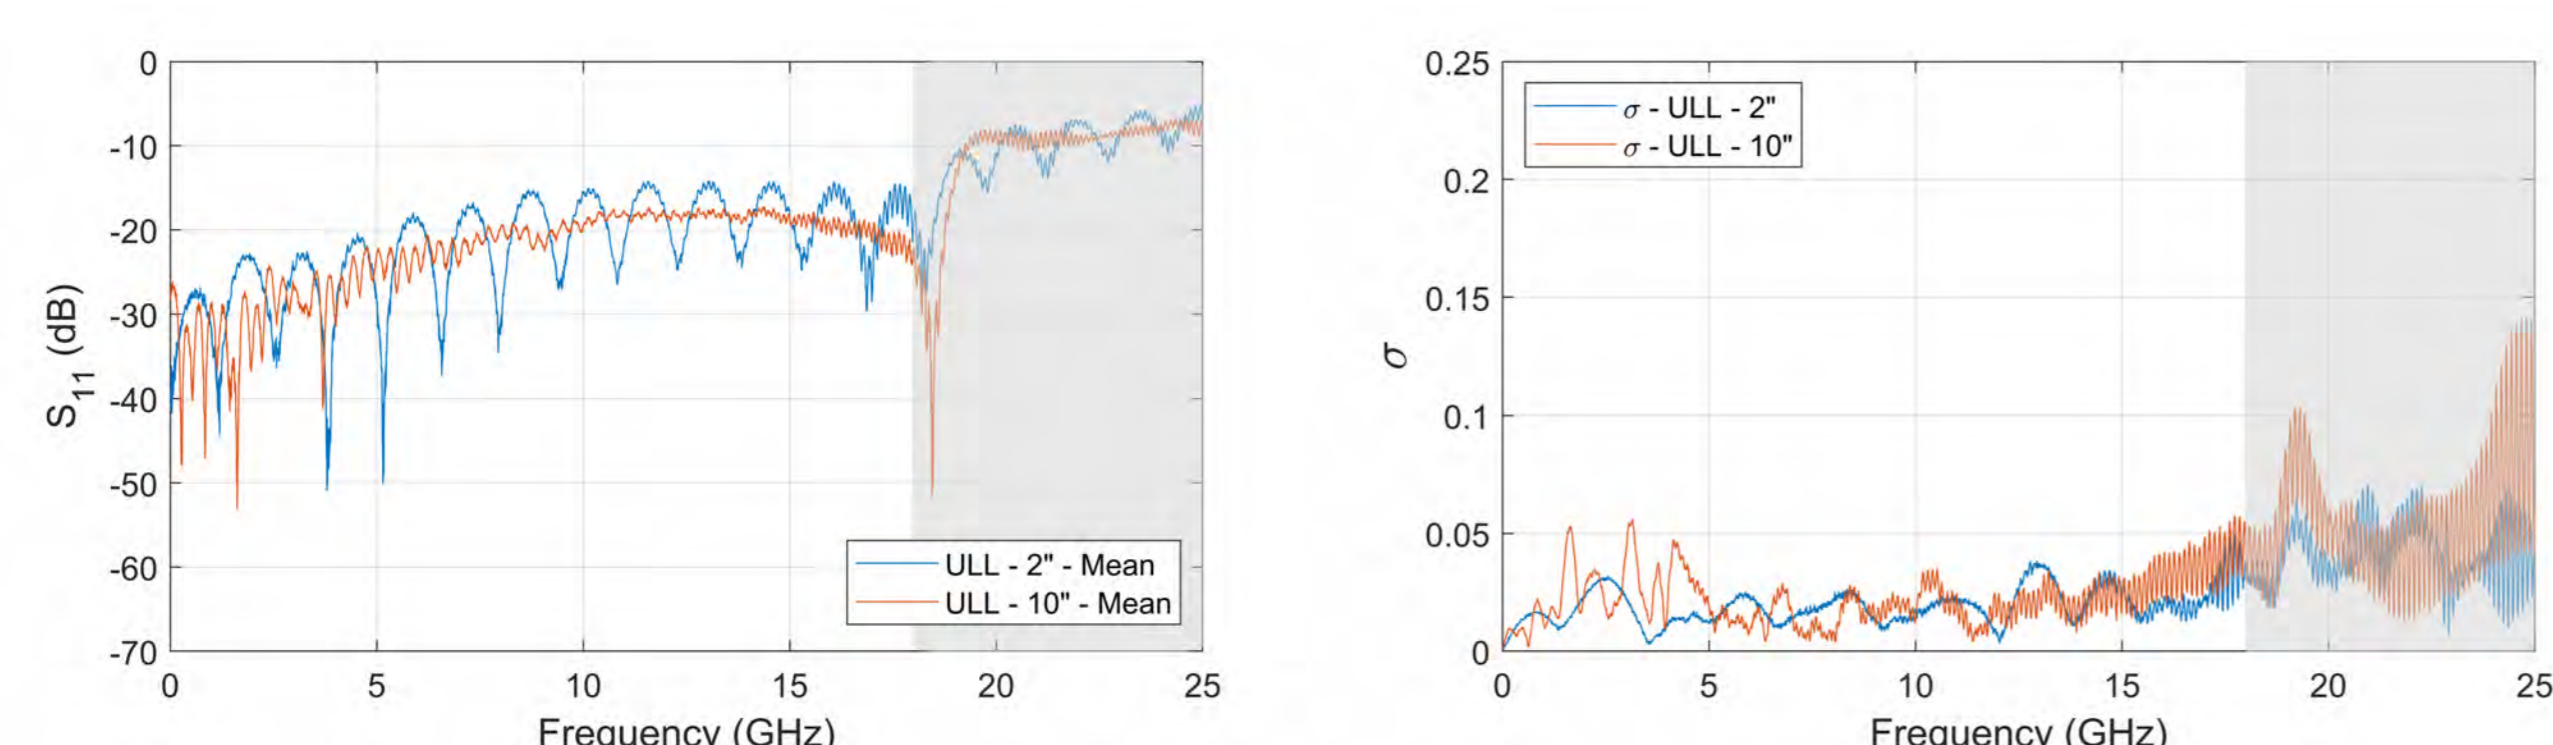 0
-10
-20
-30
-40
-50
-60
-70
S11 (dB)
0 5 10 15 20 25
Frequency (GHz)
ULL - 2" - Mean
ULL - 10" - Mean
0.25
0.2
0.15
0.1
0.05
0
σ
σ - ULL - 2"
σ - ULL - 10"
0 5 10 15 20 25
Frequency (GHz)